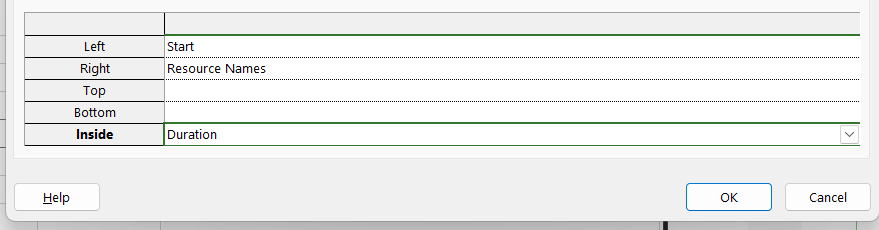 Left Start
Right Resource Names
Top
Bottom
Inside Duration
Help OK Cancel